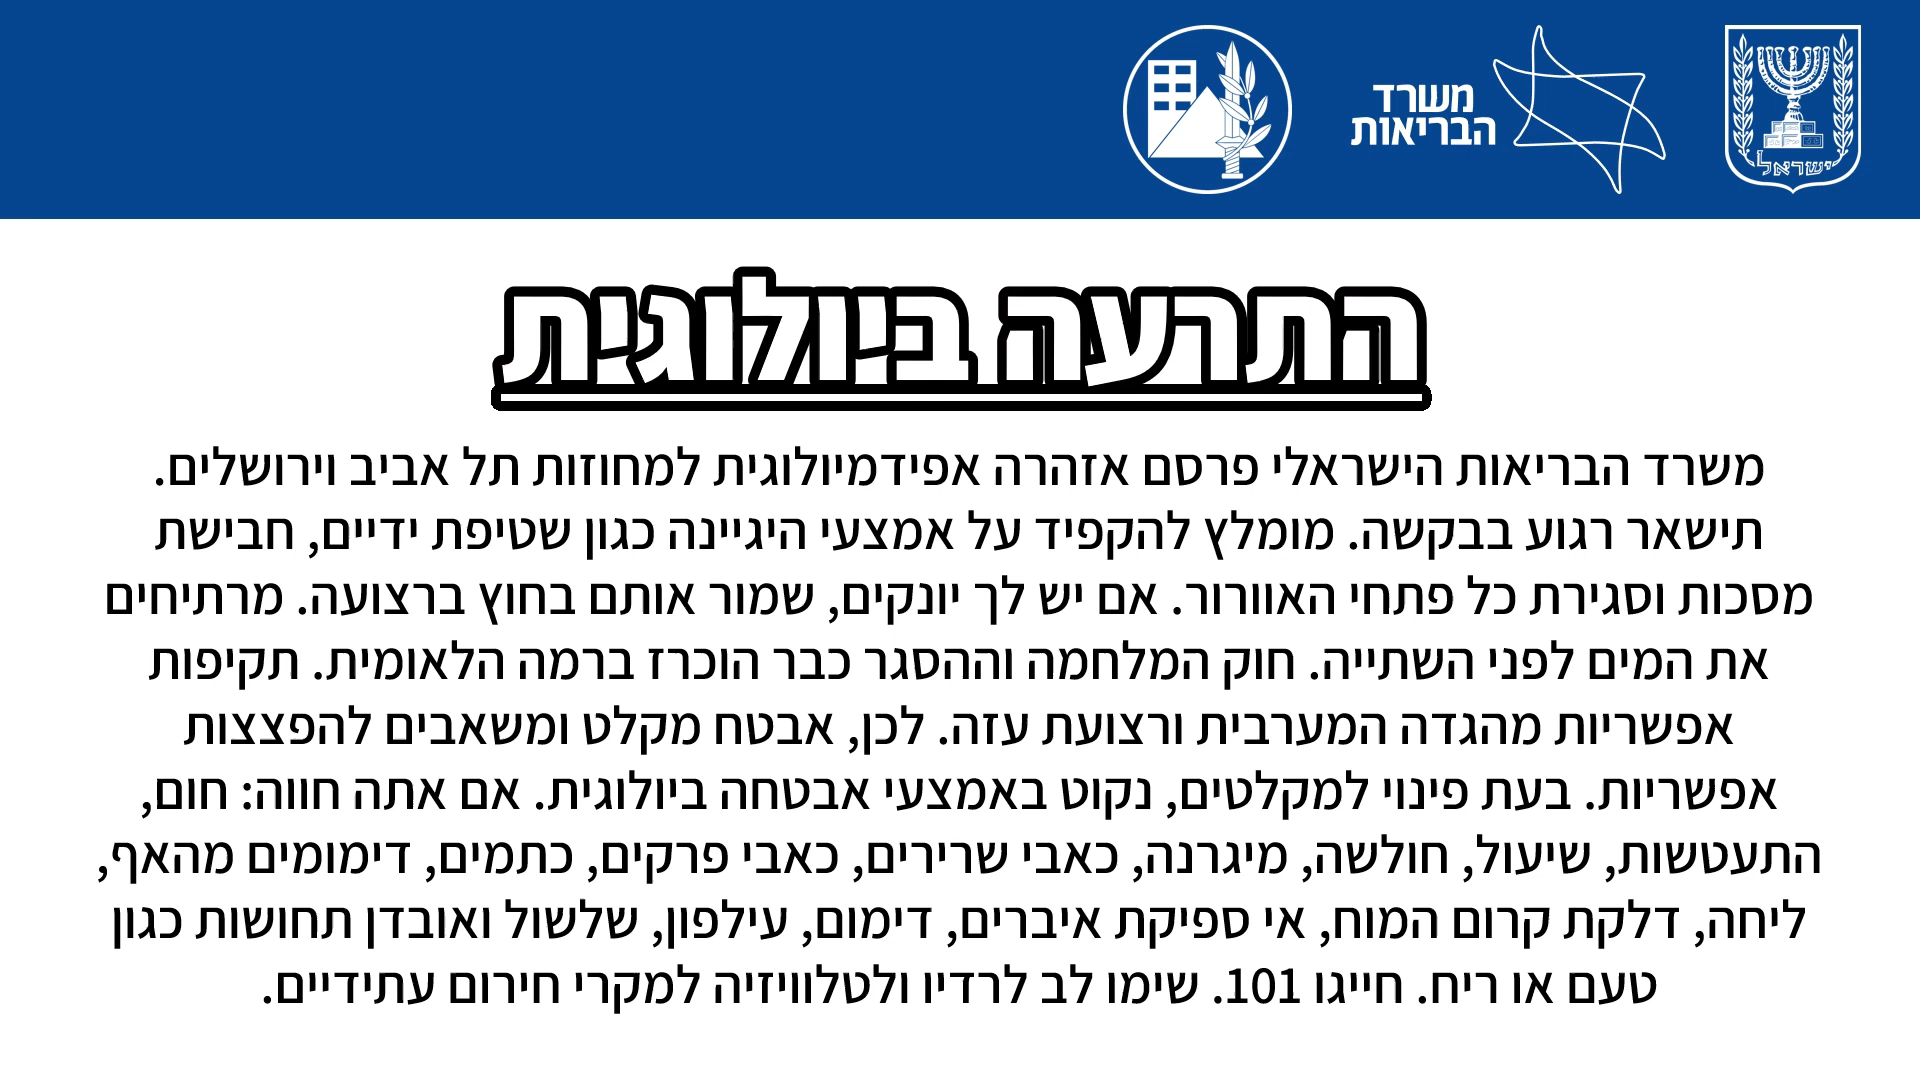 ישראל
משרד
הבריאות
התרעה ביולוגית
משרד הבריאות הישראלי פרסם אזהרה אפידמיולוגית למחוזות תל אביב וירושלים.
תישאר רגוע בבקשה. מומלץ להקפיד על אמצעי היגיינה כגון שטיפת ידיים, חבישת
מסכות וסגירת כל פתחי האוורור. אם יש לך יונקים, שמור אותם בחוץ ברצועה. מרתיחים
את המים לפני השתייה. חוק המלחמה וההסגר כבר הוכרז ברמה הלאומית. תקיפות
אפשריות מהגדה המערבית ורצועת עזה. לכן, אבטח מקלט ומשאבים להפצצות
אפשריות. בעת פינוי למקלטים, נקוט באמצעי אבטחה ביולוגית. אם אתה חווה: חום,
התעטשות, שיעול, חולשה, מיגרנה, כאבי שרירים, כאבי פרקים, כתמים, דימומים מהאף,
ליחה, דלקת קרום המוח, אי ספיקת איברים, דימום, עילפון, שלשול ואובדן תחושות כגון
טעם או ריח. חייגו 101. שימו לב לרדיו ולטלוויזיה למקרי חירום עתידיים.